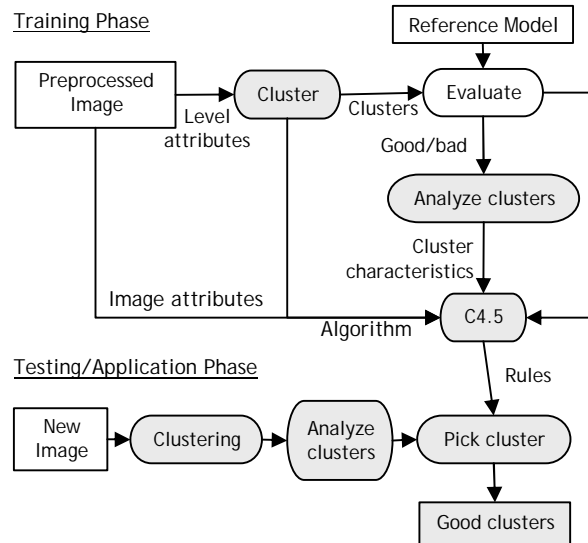 Training Phase
Reference Model
Preprocessed
Image
Cluster
Evaluate
Level
attributes
Clusters
Good/bad
Analyze clusters
Cluster
characteristics
Image attributes
Algorithm
C4.5
Testing/Application Phase
Rules
New
Image
Clustering
Analyze
clusters
Pick cluster
Good clusters